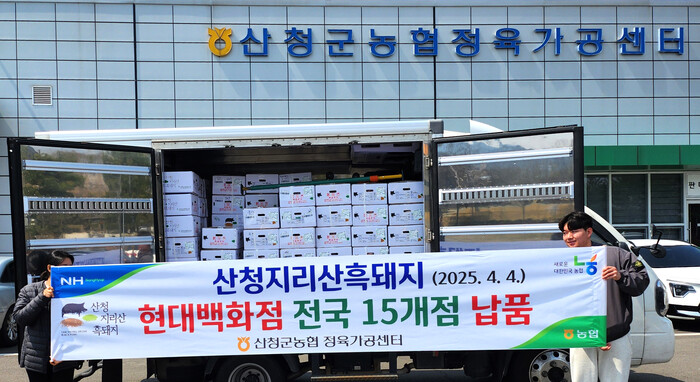 산청군농협정육가공센터
NH
산청지리산흑돼지 (2025. 4. 4.)
새로운
대한민국 농협
산청
지리산
흑돼지
현대백화점 전국 15개점 납품
산청군농협 정육가공센터
농협
판